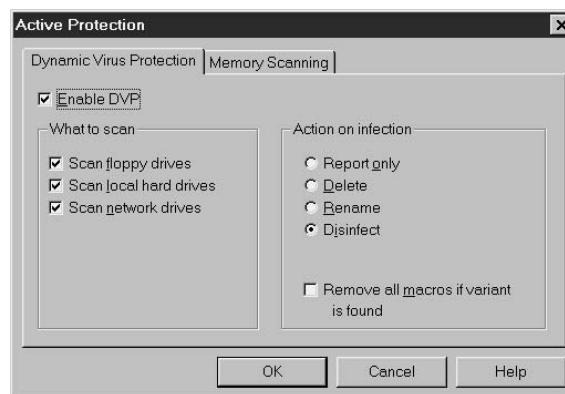 Active Protection
Dynamic Virus Protection
Memory Scanning
Enable DVP
What to scan
Scan floppy drives
Scan local hard drives
Scan network drives
Action on infection
Report only
Delete
Rename
Disinfect
Remove all macros if variant
is found
OK
Cancel
Help